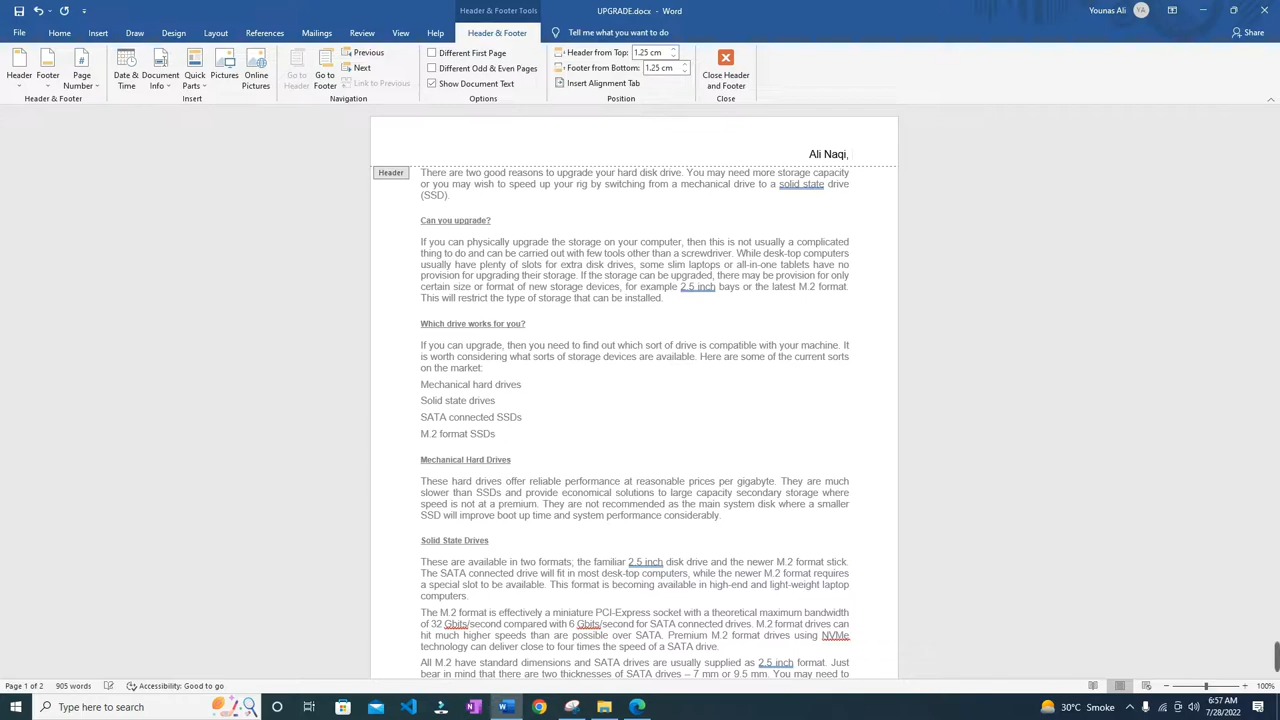 Header & Footer Tools
UPGRADE.docx - Word
Younas Ali YA
File Home Insert Draw Design Layout References Mailings Review View Help Header & Footer Tell me what you want to do Share
Header Footer Page Number
Date & Time Document Info Quick Parts Pictures Online Pictures
Go to Header Go to Footer Previous Next Link to Previous
Different First Page
Different Odd & Even Pages
Show Document Text
Header from Top: 1.25 cm
Footer from Bottom: 1.25 cm
Insert Alignment Tab
Close Header and Footer
Header & Footer Insert Navigation Options Position Close
Ali Naqi,
Header
There are two good reasons to upgrade your hard disk drive. You may need more storage capacity
or you may wish to speed up your rig by switching from a mechanical drive to a solid state drive
(SSD).
Can you upgrade?
If you can physically upgrade the storage on your computer, then this is not usually a complicated
thing to do and can be carried out with few tools other than a screwdriver. While desk-top computers
usually have plenty of slots for extra disk drives, some slim laptops or all-in-one tablets have no
provision for upgrading their storage. If the storage can be upgraded, there may be provision for only
certain size or format of new storage devices, for example 2.5 inch bays or the latest M.2 format.
This will restrict the type of storage that can be installed.
Which drive works for you?
If you can upgrade, then you need to find out which sort of drive is compatible with your machine. It
is worth considering what sorts of storage devices are available. Here are some of the current sorts
on the market:
Mechanical hard drives
Solid state drives
SATA connected SSDs
M.2 format SSDs
Mechanical Hard Drives
These hard drives offer reliable performance at reasonable prices per gigabyte. They are much
slower than SSDs and provide economical solutions to large capacity secondary storage where
speed is not at a premium. They are not recommended as the main system disk where a smaller
SSD will improve boot up time and system performance considerably.
Solid State Drives
These are available in two formats; the familiar 2.5 inch disk drive and the newer M.2 format stick.
The SATA connected drive will fit in most desk-top computers, while the newer M.2 format requires
a special slot to be available. This format is becoming available in high-end and light-weight laptop
computers.
The M.2 format is effectively a miniature PCI-Express socket with a theoretical maximum bandwidth
of 32 Gbits/second compared with 6 Gbits/second for SATA connected drives. M.2 format drives can
hit much higher speeds than are possible over SATA. Premium M.2 format drives using NVMe
technology can deliver close to four times the speed of a SATA drive.
All M.2 have standard dimensions and SATA drives are usually supplied as 2.5 inch format. Just
bear in mind that there are two thicknesses of SATA drives – 7 mm or 9.5 mm. You may need to
Page 1 of 2 905 words Accessibility: Good to go 100%
Type here to search
30°C Smoke
6:57 AM
7/28/2022